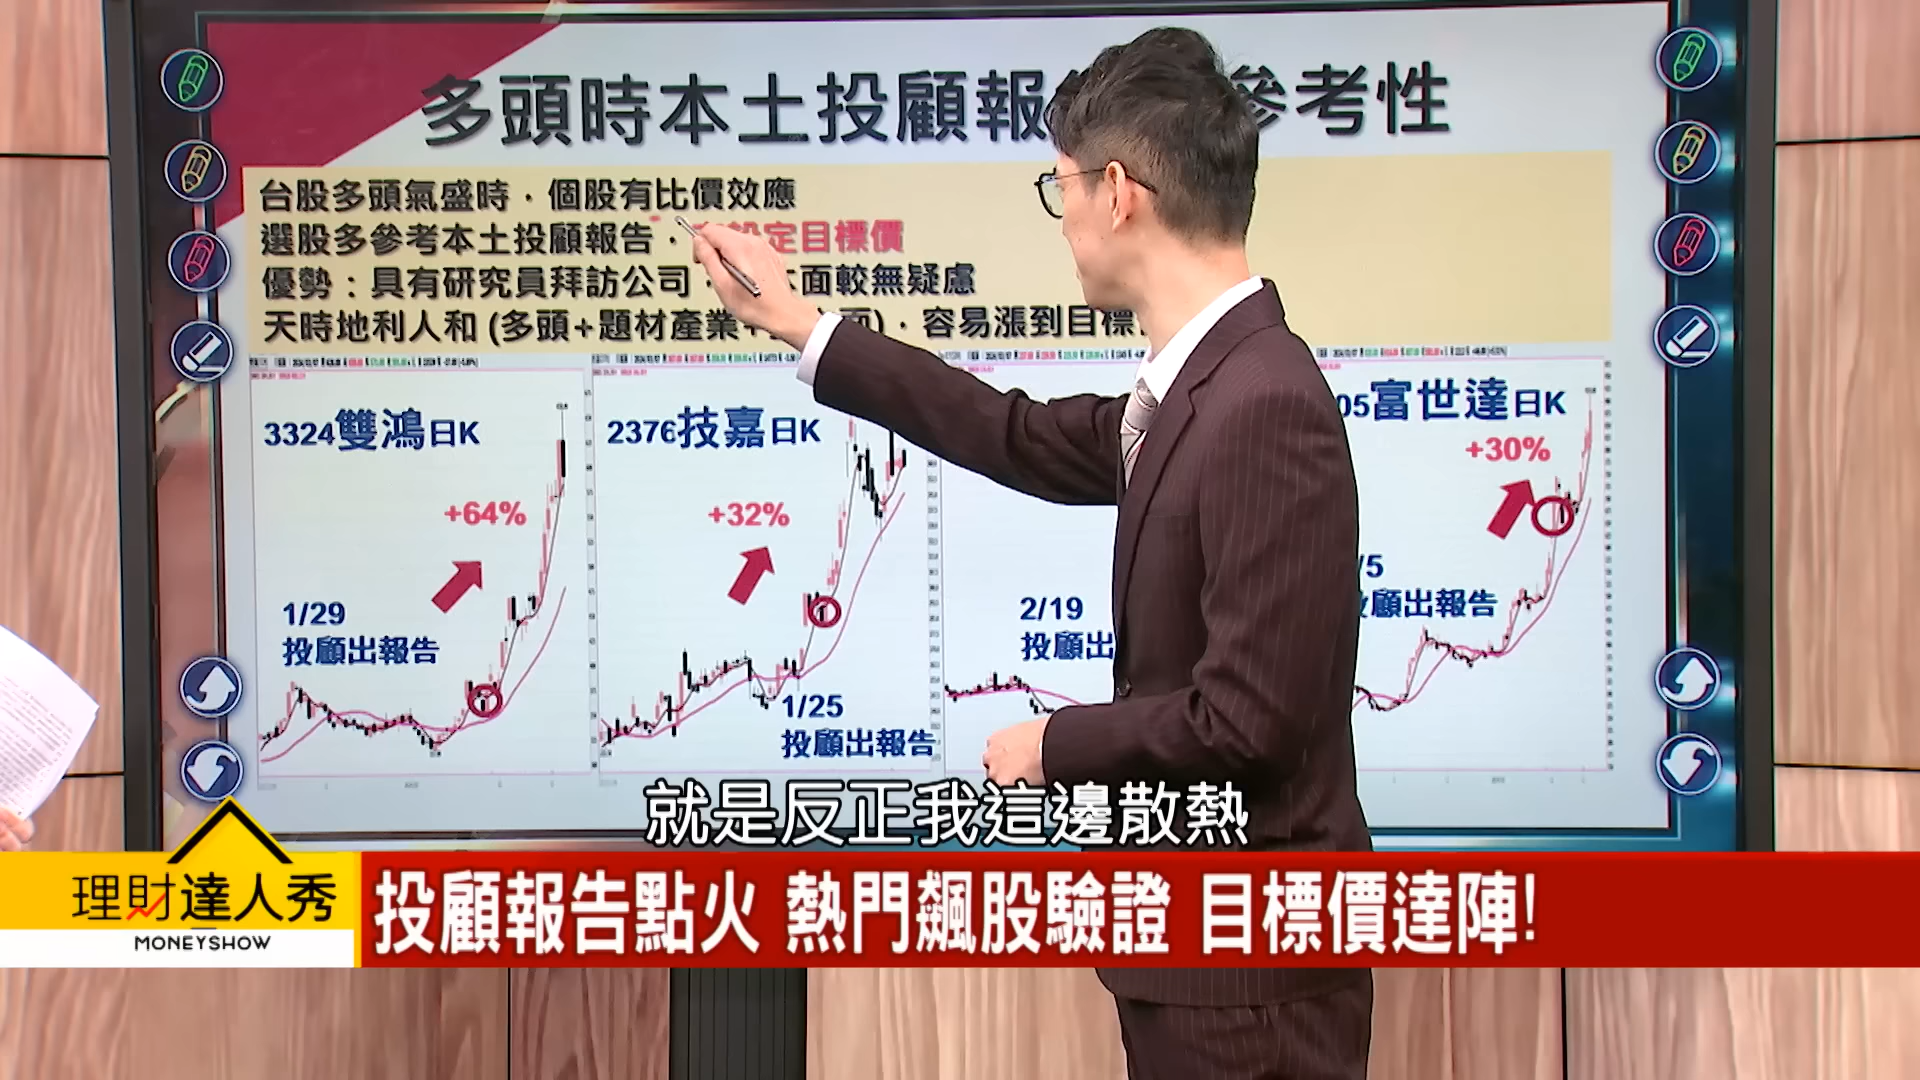 多頭時本土投顧報 參考性
台股多頭氣盛時，個股有比價效應
選股多參考本土投顧報告， 設定目標價
優勢：具有研究員拜訪公司， 本面較無疑慮
天時地利人和 (多頭+題材產業+ 面)，容易漲到目標
3324雙鴻日K
+64%
1/29
投顧出報告
2376技嘉日K
+32%
1/25
投顧出報告
2/19
投顧出
05富世達日K
+30%
/5
顧出報告
就是反正我這邊散熱
理財達人秀
MONEYSHOW
投顧報告點火 熱門飆股驗證 目標價達陣!